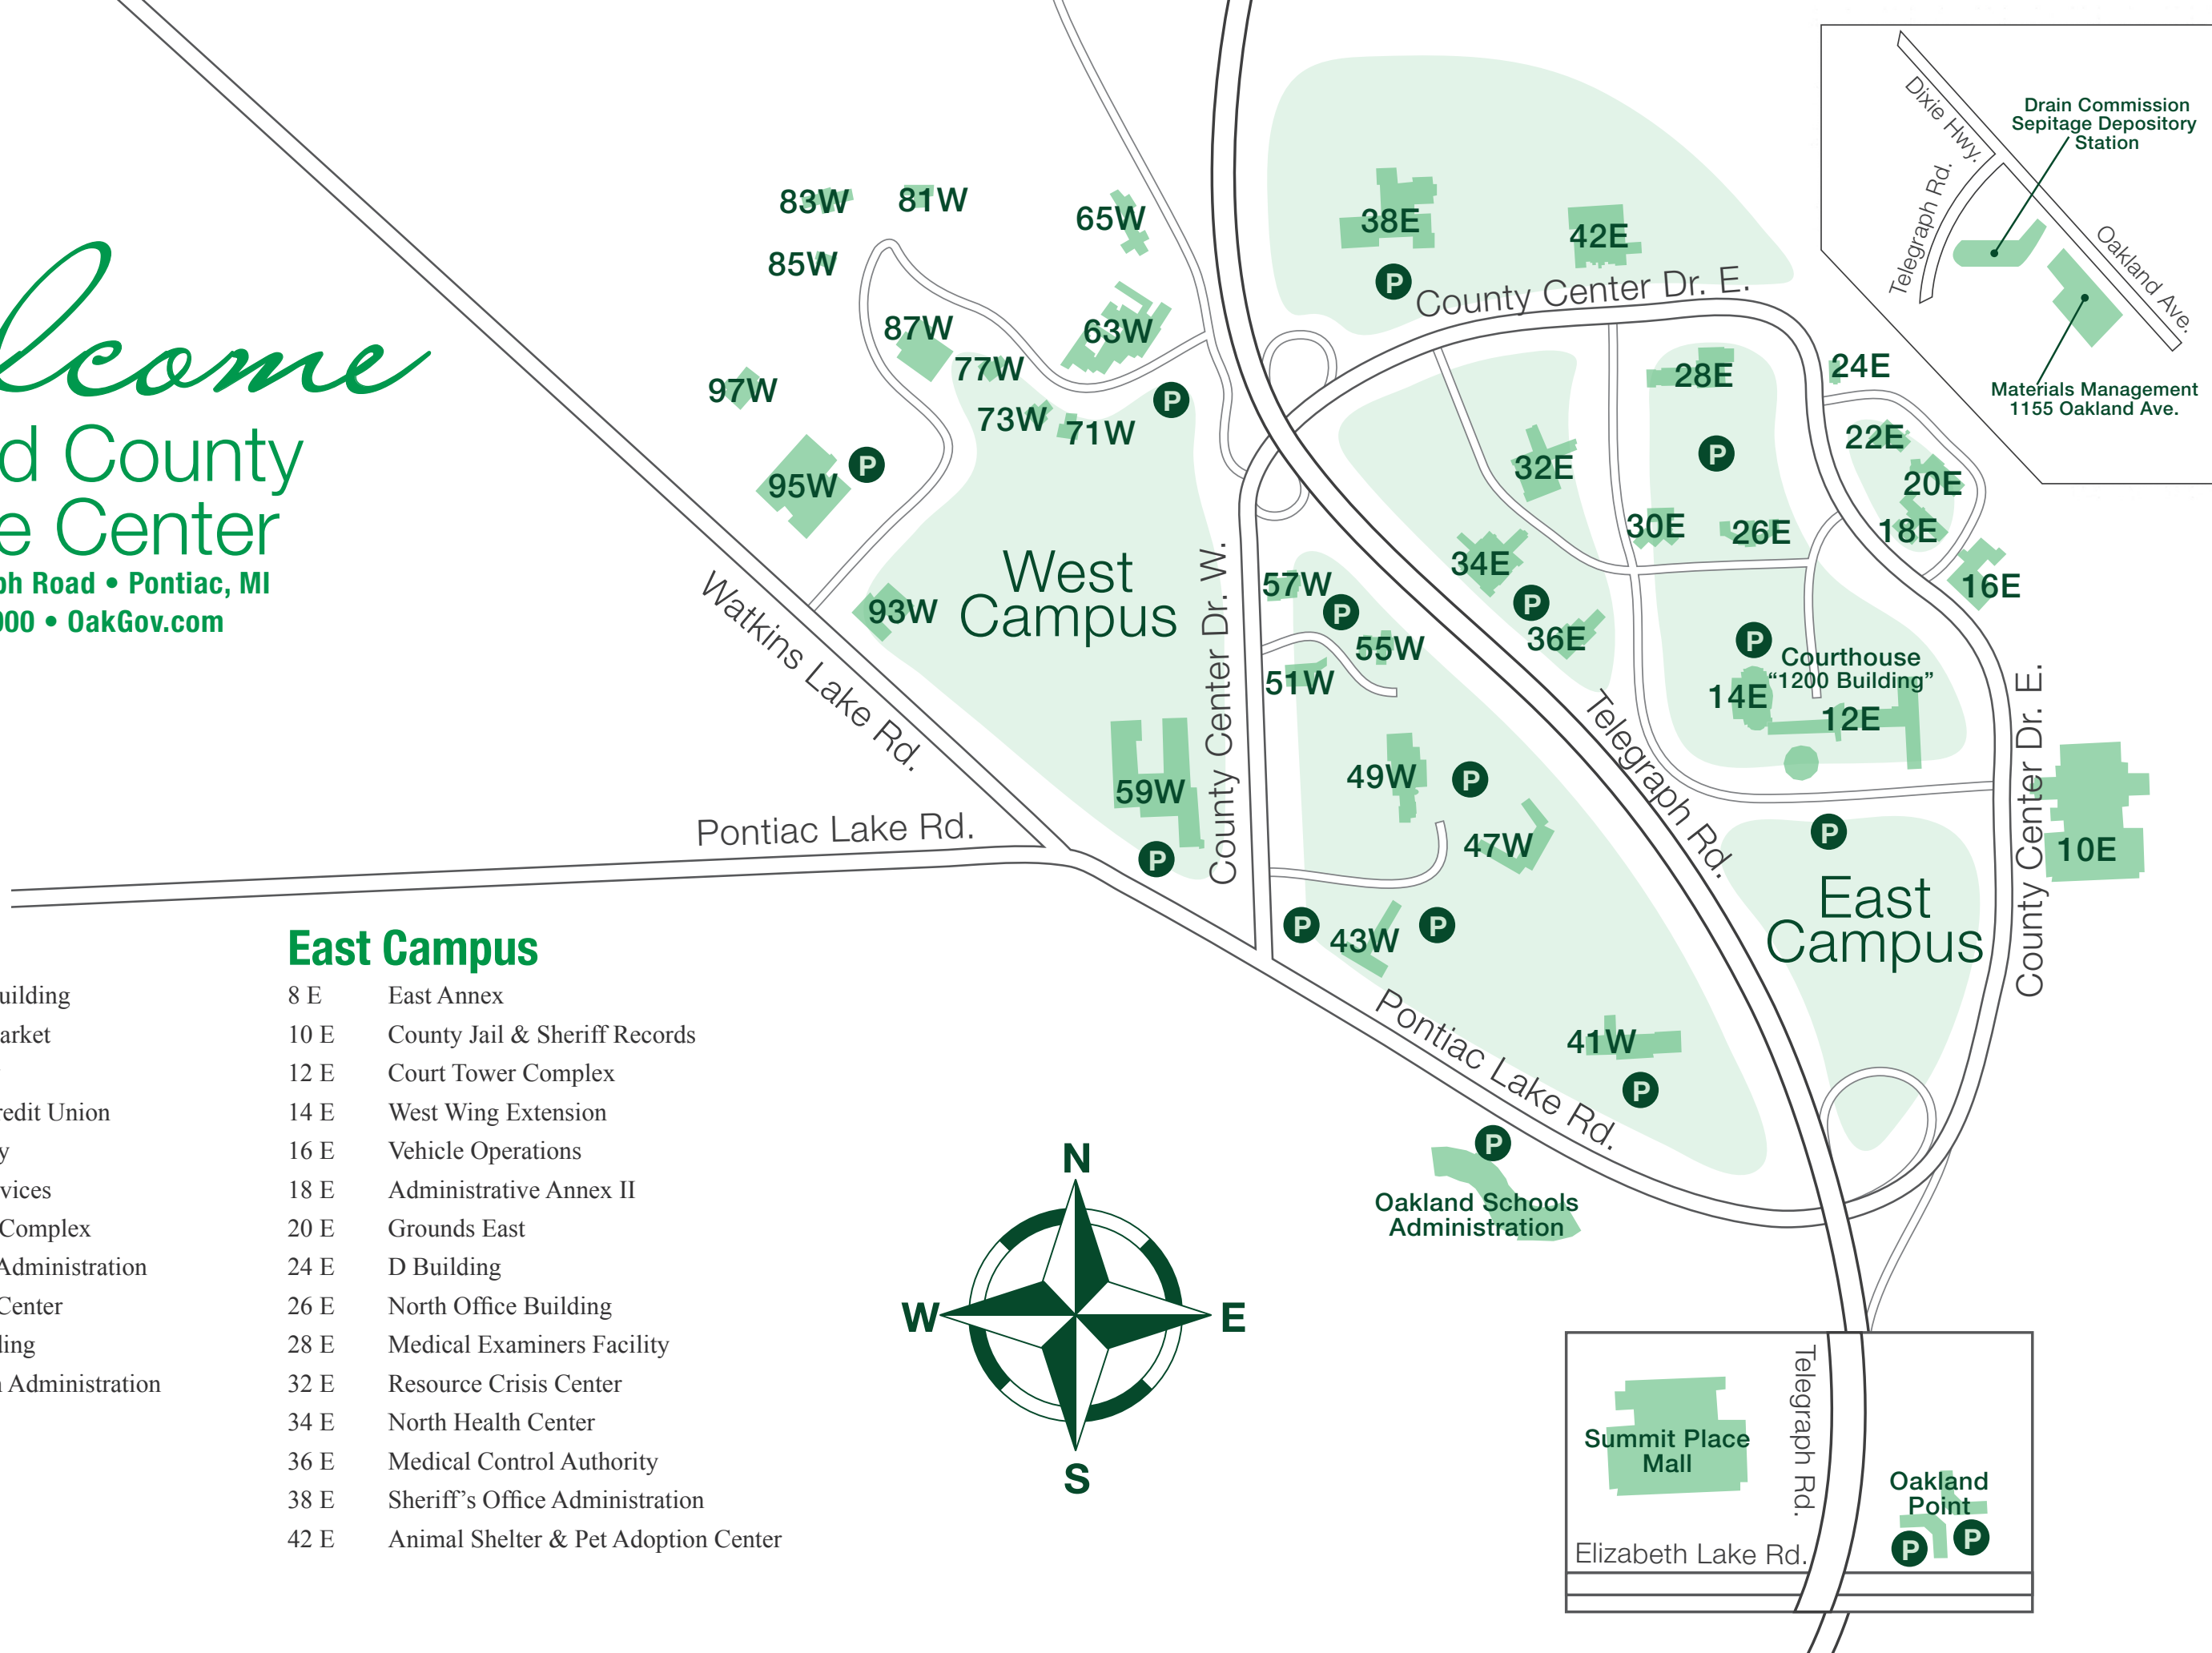 lcome
d County
e Center
ph Road • Pontiac, MI
000 • OakGov.com
uilding
arket
redit Union
y
vices
Complex
Administration
Center
ding
Administration
East Campus
8 E East Annex
10 E County Jail & Sheriff Records
12 E Court Tower Complex
14 E West Wing Extension
16 E Vehicle Operations
18 E Administrative Annex II
20 E Grounds East
24 E D Building
26 E North Office Building
28 E Medical Examiners Facility
32 E Resource Crisis Center
34 E North Health Center
36 E Medical Control Authority
38 E Sheriff’s Office Administration
42 E Animal Shelter & Pet Adoption Center
N
W
E
S
83W
81W
65W
85W
87W
63W
77W
97W
73W
71W
P
95W
P
93W
West
Campus
57W
P
55W
51W
59W
P
49W
P
47W
P
43W
P
41W
P
Watkins Lake Rd.
Pontiac Lake Rd.
County Center Dr. W.
Pontiac Lake Rd.
Telegraph Rd.
County Center Dr. E.
County Center Dr. E.
38E
P
42E
28E
P
24E
22E
20E
18E
16E
32E
30E
26E
34E
P
36E
P
Courthouse
“1200 Building”
14E
12E
10E
P
East
Campus
P
Oakland Schools
Administration
Dixie Hwy.
Telegraph Rd.
Oakland Ave.
Drain Commission
Sepitage Depository
Station
Materials Management
1155 Oakland Ave.
Summit Place
Mall
Telegraph Rd.
Oakland
Point
P
P
Elizabeth Lake Rd.